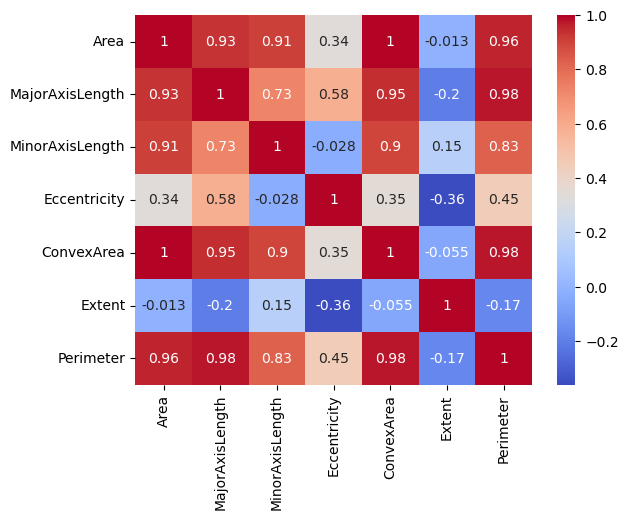 Area 1 0.93 0.91 0.34 1 -0.013 0.96
MajorAxisLength 0.93 1 0.73 0.58 0.95 -0.2 0.98
MinorAxisLength 0.91 0.73 1 -0.028 0.9 0.15 0.83
Eccentricity 0.34 0.58 -0.028 1 0.35 -0.36 0.45
ConvexArea 1 0.95 0.9 0.35 1 -0.055 0.98
Extent -0.013 -0.2 0.15 -0.36 -0.055 1 -0.17
Perimeter 0.96 0.98 0.83 0.45 0.98 -0.17 1
Area
MajorAxisLength
MinorAxisLength
Eccentricity
ConvexArea
Extent
Perimeter
1.0
0.8
0.6
0.4
0.2
0.0
−0.2